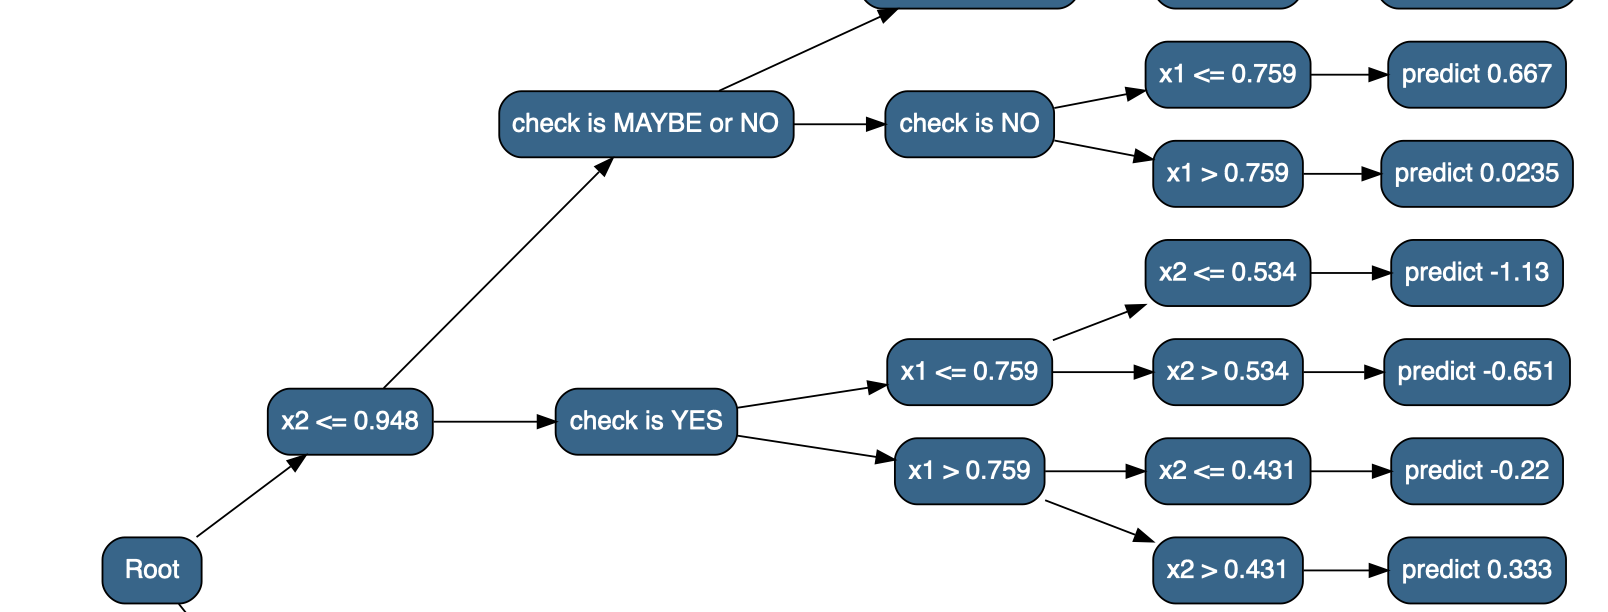 x1 <= 0.759
predict 0.667
check is MAYBE or NO
check is NO
x1 > 0.759
predict 0.0235
x2 <= 0.534
predict -1.13
x1 <= 0.759
x2 > 0.534
predict -0.651
x2 <= 0.948
check is YES
x1 > 0.759
x2 <= 0.431
predict -0.22
Root
x2 > 0.431
predict 0.333